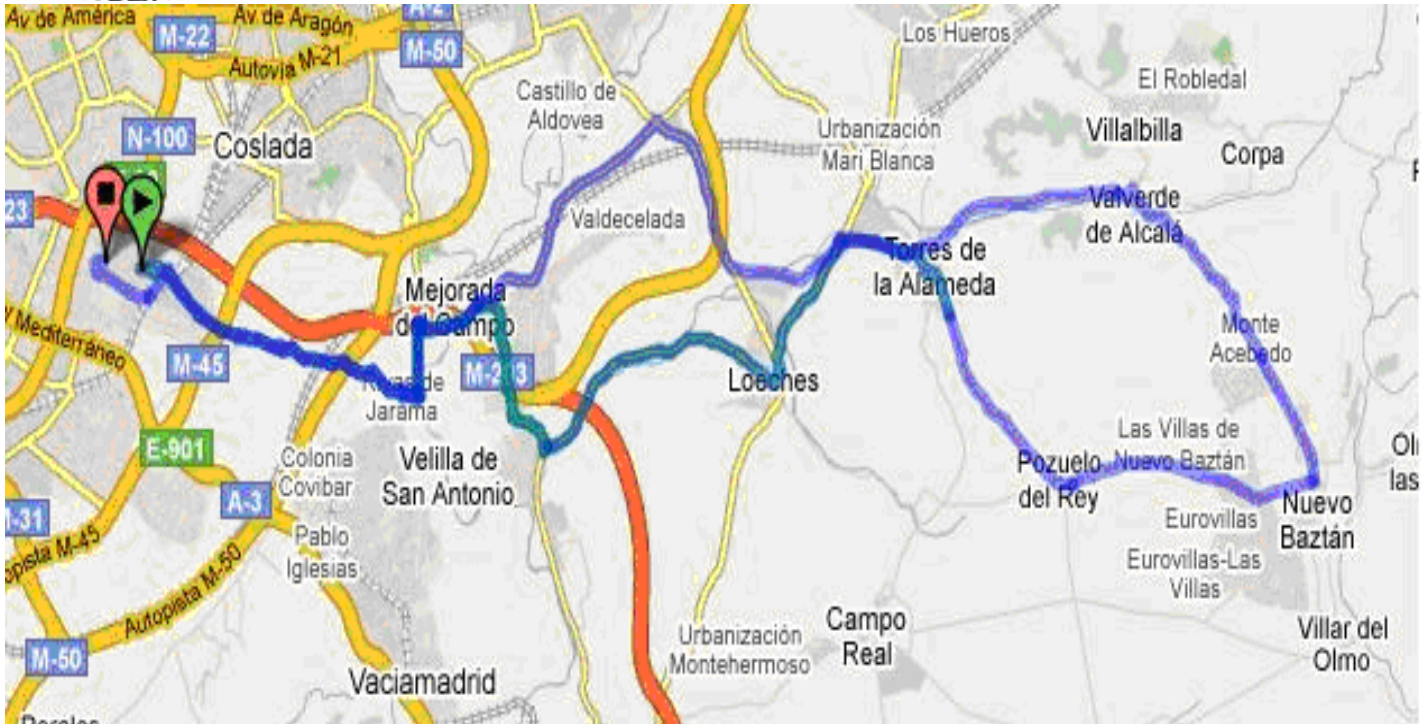 Av de América
Av de Aragón
A-2
M-22
M-50
Autovía M-21
Los Hueros
El Robledal
Castillo de
Aldovea
N-100
Coslada
Urbanización
Mari Blanca
Villalbilla
Corpa
23
Valdecelada
Valverde
de Alcalá
Torres de
la Alameda
Mejorada
del Campo
Mediterráneo
M-45
Monte
Acebedo
Rivas de
Jarama
M-203
Loeches
E-901
Colonia
Covibar
Velilla de
San Antonio
Las Villas de
Nuevo Baztán
Pozuelo
del Rey
las
A-3
Eurovillas
Nuevo
Baztán
-31
opista M-45
Pablo
Iglesias
Eurovillas-Las
Villas
Autopista M-50
Campo
Real
Urbanización
Montehermoso
Villar del
Olmo
M-50
Vaciamadrid